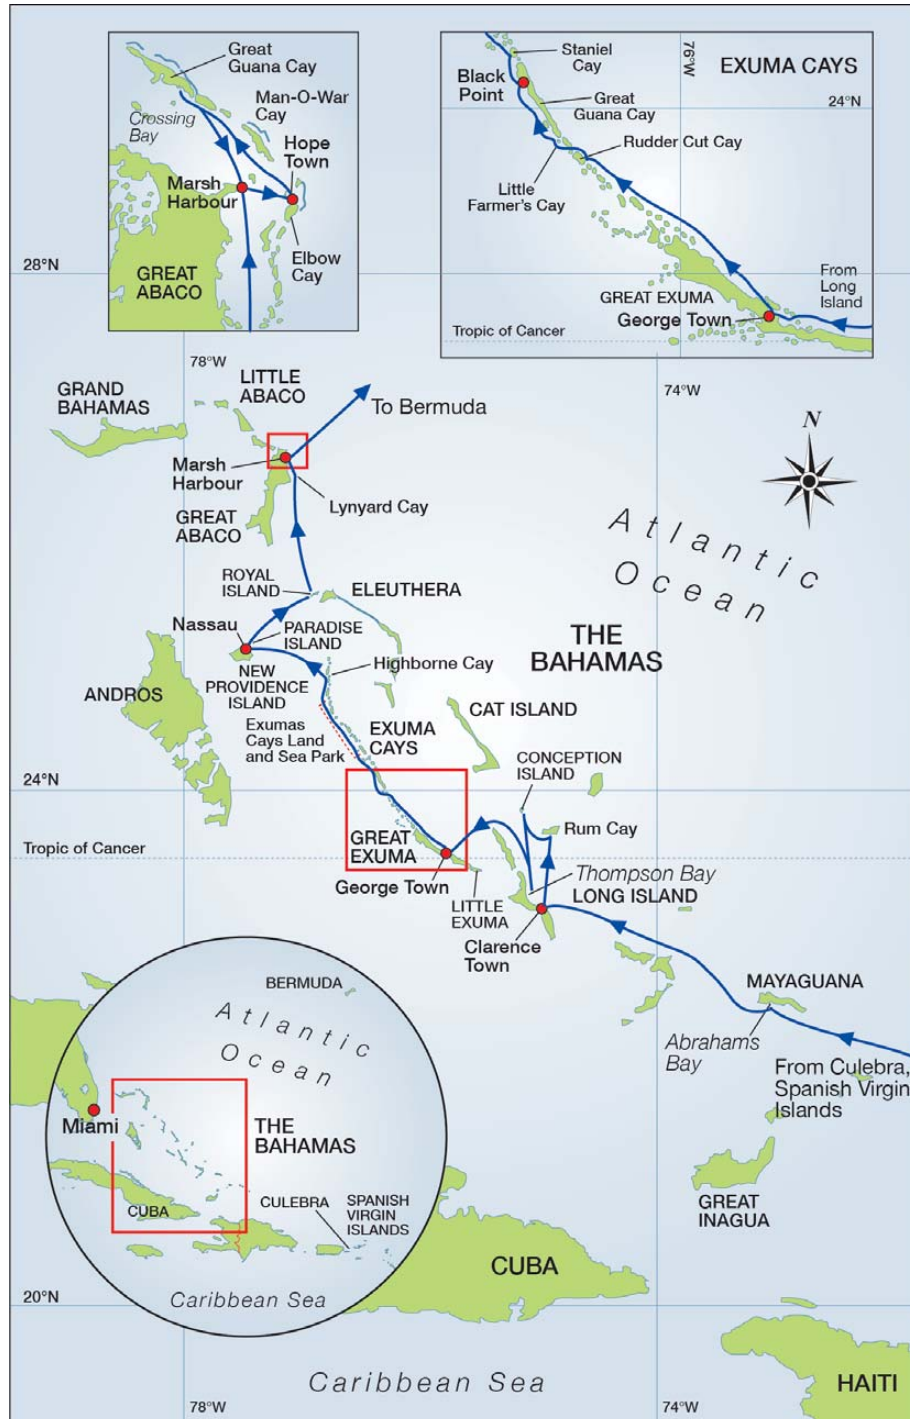 Great
Guana Cay
Man-O-War
Cay
Crossing
Bay
Hope
Town
Marsh
Harbour
Elbow
Cay
GREAT
ABACO
Staniel
Cay
76°W
EXUMA CAYS
Black
Point
24°N
Great
Guana Cay
Rudder Cut Cay
Little
Farmer's Cay
From
Long
Island
GREAT EXUMA
George Town
Tropic of Cancer
28°N
78°W
74°W
GRAND
BAHAMAS
LITTLE
ABACO
To Bermuda
N
Marsh
Harbour
Lynyard Cay
GREAT
ABACO
Atlantic
Ocean
ROYAL
ISLAND
ELEUTHERA
Nassau
PARADISE
ISLAND
THE
BAHAMAS
Highborne Cay
NEW
PROVIDENCE
ISLAND
ANDROS
CAT ISLAND
Exumas
Cays Land
and Sea Park
EXUMA
CAYS
CONCEPTION
ISLAND
24°N
Rum Cay
GREAT
EXUMA
Tropic of Cancer
Thompson Bay
George Town
LONG ISLAND
LITTLE
EXUMA
Clarence
Town
MAYAGUANA
Abraham's
Bay
From Culebra,
Spanish Virgin
Islands
BERMUDA
Atlantic
Ocean
Miami
THE
BAHAMAS
CUBA
CULEBRA
SPANISH
VIRGIN
ISLANDS
Caribbean Sea
GREAT
INAGUA
CUBA
20°N
Caribbean Sea
HAITI
78°W
74°W